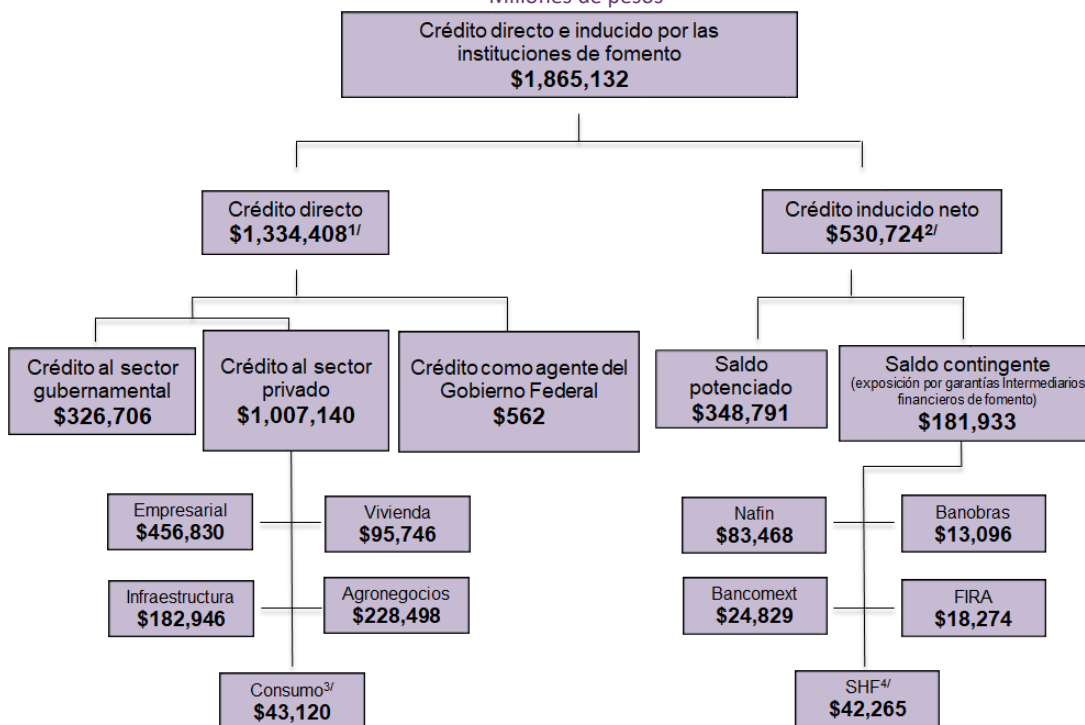 Millones de pesos
Crédito directo e inducido por las
instituciones de fomento
$1,865,132
Crédito directo
$1,334,4081/
Crédito inducido neto
$530,7242/
Crédito al sector
gubernamental
$326,706
Crédito al sector
privado
$1,007,140
Crédito como agente del
Gobierno Federal
$562
Saldo
potenciado
$348,791
Saldo contingente
(exposición por garantías Intermediarios
financieros de fomento)
$181,933
Empresarial
$456,830
Vivienda
$95,746
Nafin
$83,468
Banobras
$13,096
Infraestructura
$182,946
Agronegocios
$228,498
Bancomext
$24,829
FIRA
$18,274
Consumo3/
$43,120
SHF4/
$42,265